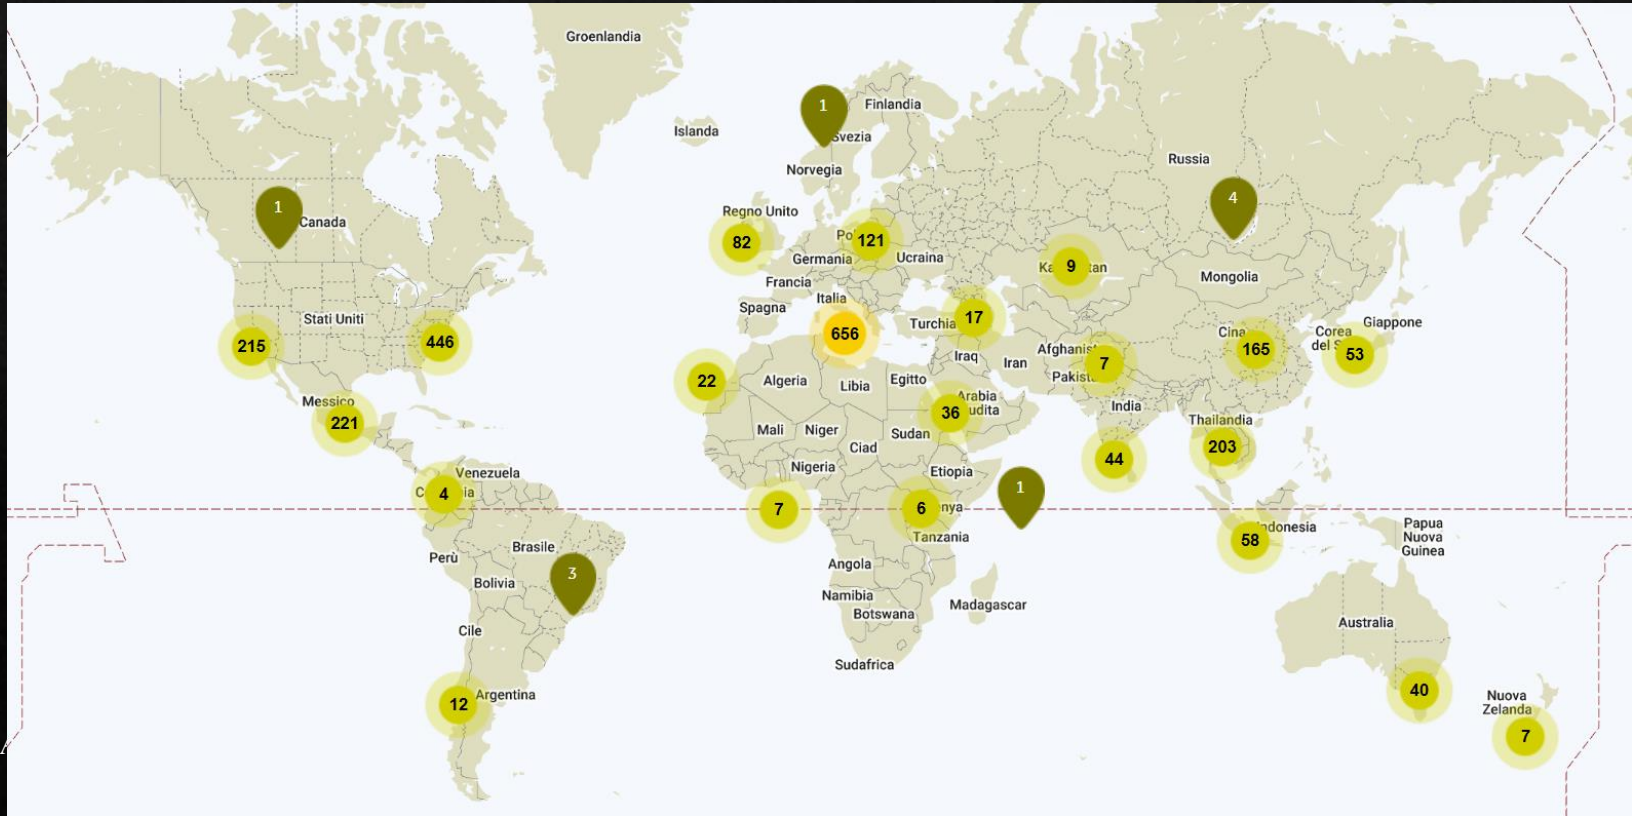 Groenlandia
Islanda
1
Finlandia
Svezia
Norvegia
Russia
4
1
Canada
Regno Unito
82
121
Germania
Ucraina
Francia
Italia
Spagna
656
Turchia
17
9
Mongolia
Stati Uniti
215
446
Cina
165
Corea
53
Giappone
Iraq
Iran
7
India
22
Algeria
Libia
Egitto
Arabia
36
Messico
221
Mali
Niger
Ciad
Sudan
Nigeria
Etiopia
44
Thailandia
203
Venezuela
4
7
6
1
Tanzania
58
Indonesia
Papua
Nuova
Guinea
Perù
Brasile
3
Bolivia
Angola
Namibia
Botswana
Madagascar
Australia
Cile
Sudafrica
12
Argentina
40
Nuova
Zelanda
7